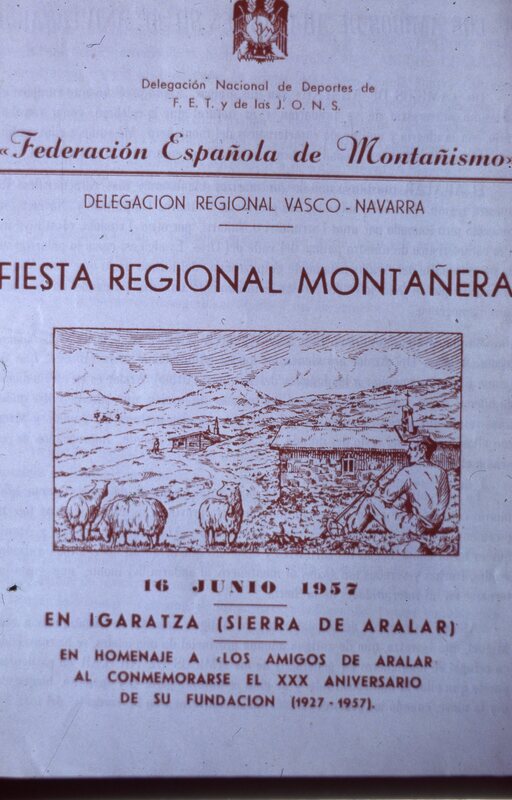 Delegación Nacional de Deportes de
F. E. T. y de las J. O. N. S.
«Federación Española de Montañismo»
DELEGACION REGIONAL VASCO - NAVARRA
FIESTA REGIONAL MONTAÑERA
16 JUNIO 1957
EN IGARATZA (SIERRA DE ARALAR)
EN HOMENAJE A «LOS AMIGOS DE ARALAR
AL CONMEMORARSE EL XXX ANIVERSARIO
DE SU FUNDACION (1927 - 1957).